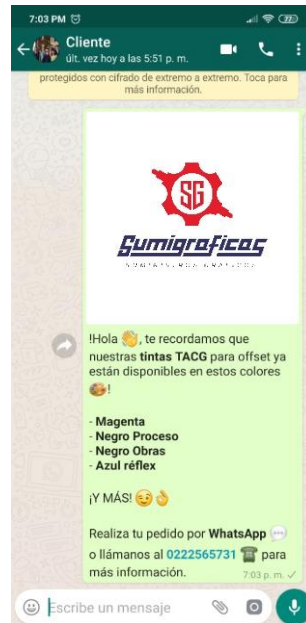 7:03 PM
Cliente
últ. vez hoy a las 5:51 p. m.
protegidos con cifrado de extremo a extremo. Toca para
más información.
SG
Sumigraficas
SUMINISTROS GRAFICOS
!Hola 👋, te recordamos que
nuestras tintas TACG para offset ya
están disponibles en estos colores
🎨!
- Magenta
- Negro Proceso
- Negro Obras
- Azul réflex
¡Y MÁS! 😉👌
Realiza tu pedido por WhatsApp 💬
o llámanos al 0222565731 ☎️ para
más información.
7:03 p. m. ✓
Escribe un mensaje